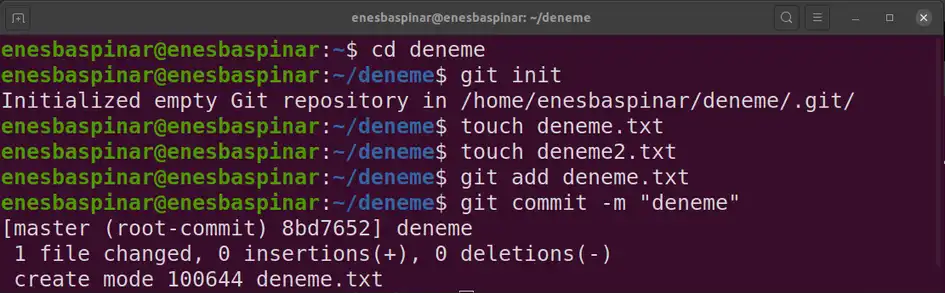 enesbaspinar@enesbaspinar: ~/deneme
enesbaspinar@enesbaspinar:~$ cd deneme
enesbaspinar@enesbaspinar:~/deneme$ git init
Initialized empty Git repository in /home/enesbaspinar/deneme/.git/
enesbaspinar@enesbaspinar:~/deneme$ touch deneme.txt
enesbaspinar@enesbaspinar:~/deneme$ touch deneme2.txt
enesbaspinar@enesbaspinar:~/deneme$ git add deneme.txt
enesbaspinar@enesbaspinar:~/deneme$ git commit -m "deneme"
[master (root-commit) 8bd7652] deneme
 1 file changed, 0 insertions(+), 0 deletions(-)
 create mode 100644 deneme.txt